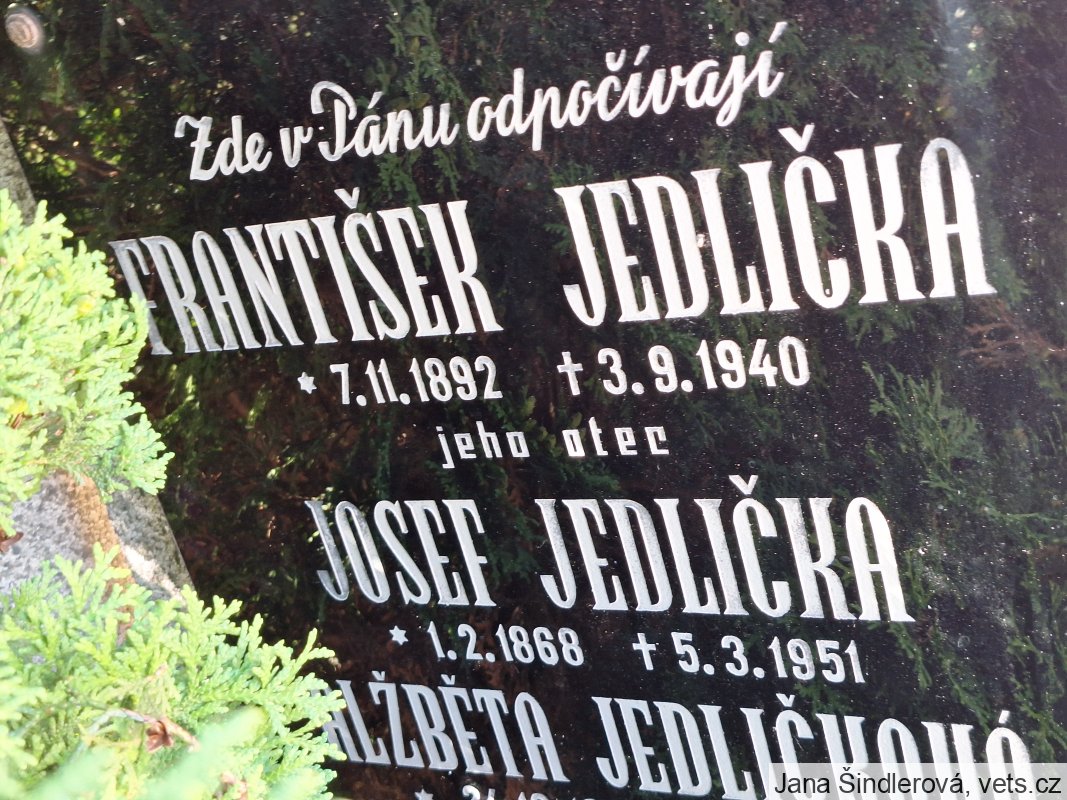 Zde v Pánu odpočívají
FRANTIŠEK JEDLIČKA
* 7.11.1892 † 3.9.1940
jeho otec
JOSEF JEDLIČKA
* 1.2.1868 † 5.3.1951
ALŽBĚTA JEDLIČKOVÁ
Jana Šindlerová, vets.cz